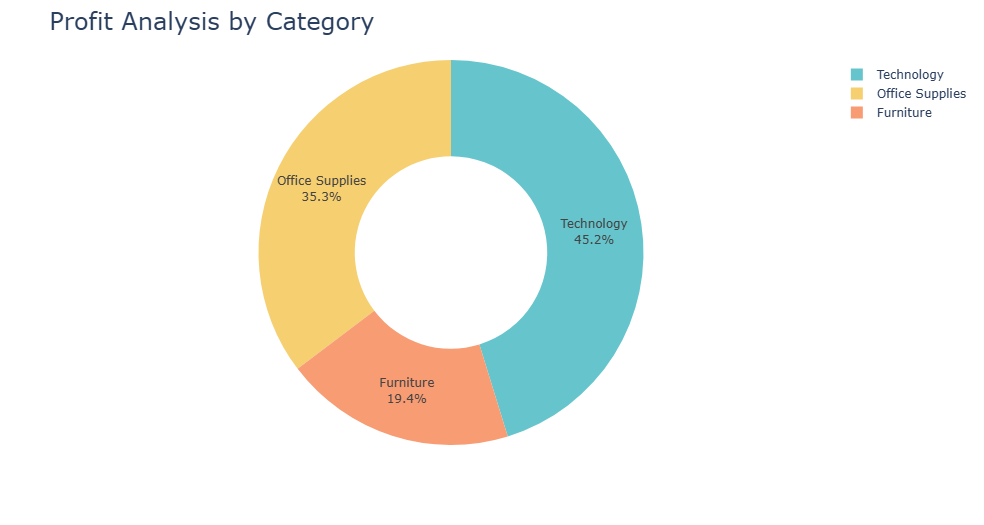 Profit Analysis by Category
Technology
Office Supplies
Furniture
Office Supplies
35.3%
Technology
45.2%
Furniture
19.4%